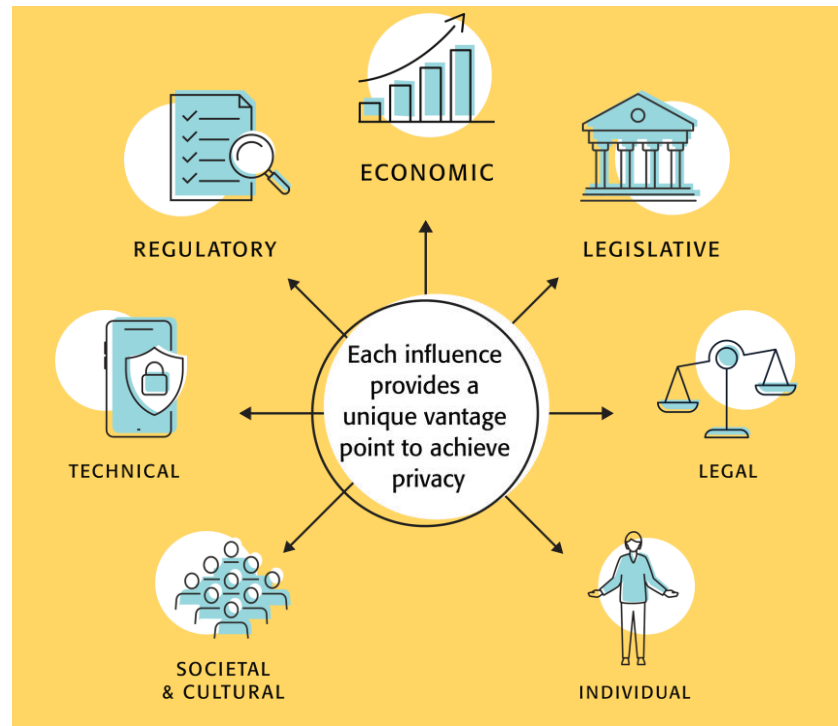 ECONOMIC
REGULATORY
LEGISLATIVE
Each influence
provides a
unique vantage
point to achieve
privacy
TECHNICAL
LEGAL
SOCIETAL
& CULTURAL
INDIVIDUAL